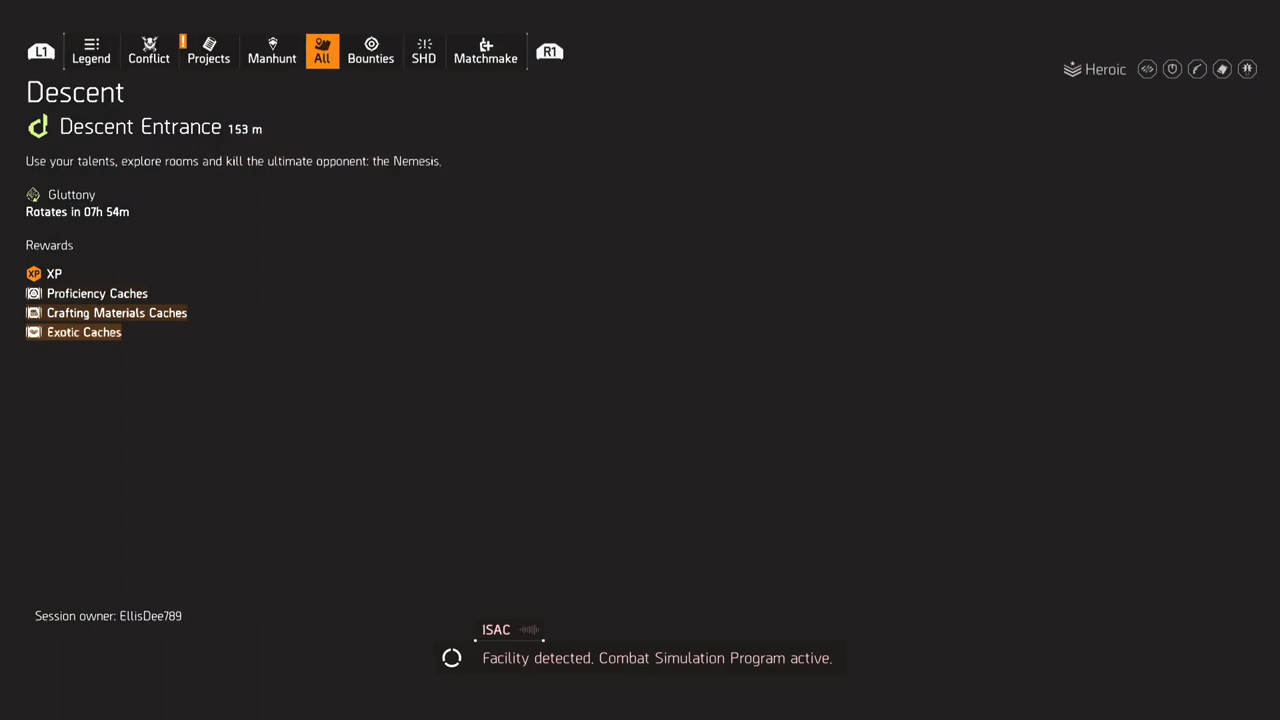 L1
Legend
Conflict
Projects
Manhunt
All
Bounties
SHD
Matchmake
R1
Heroic
Descent
Descent Entrance 153 m
Use your talents, explore rooms and kill the ultimate opponent: the Nemesis.
Gluttony
Rotates in 07h 54m
Rewards
XP XP
Proficiency Caches
Crafting Materials Caches
Exotic Caches
Session owner: EllisDee789
ISAC
Facility detected. Combat Simulation Program active.